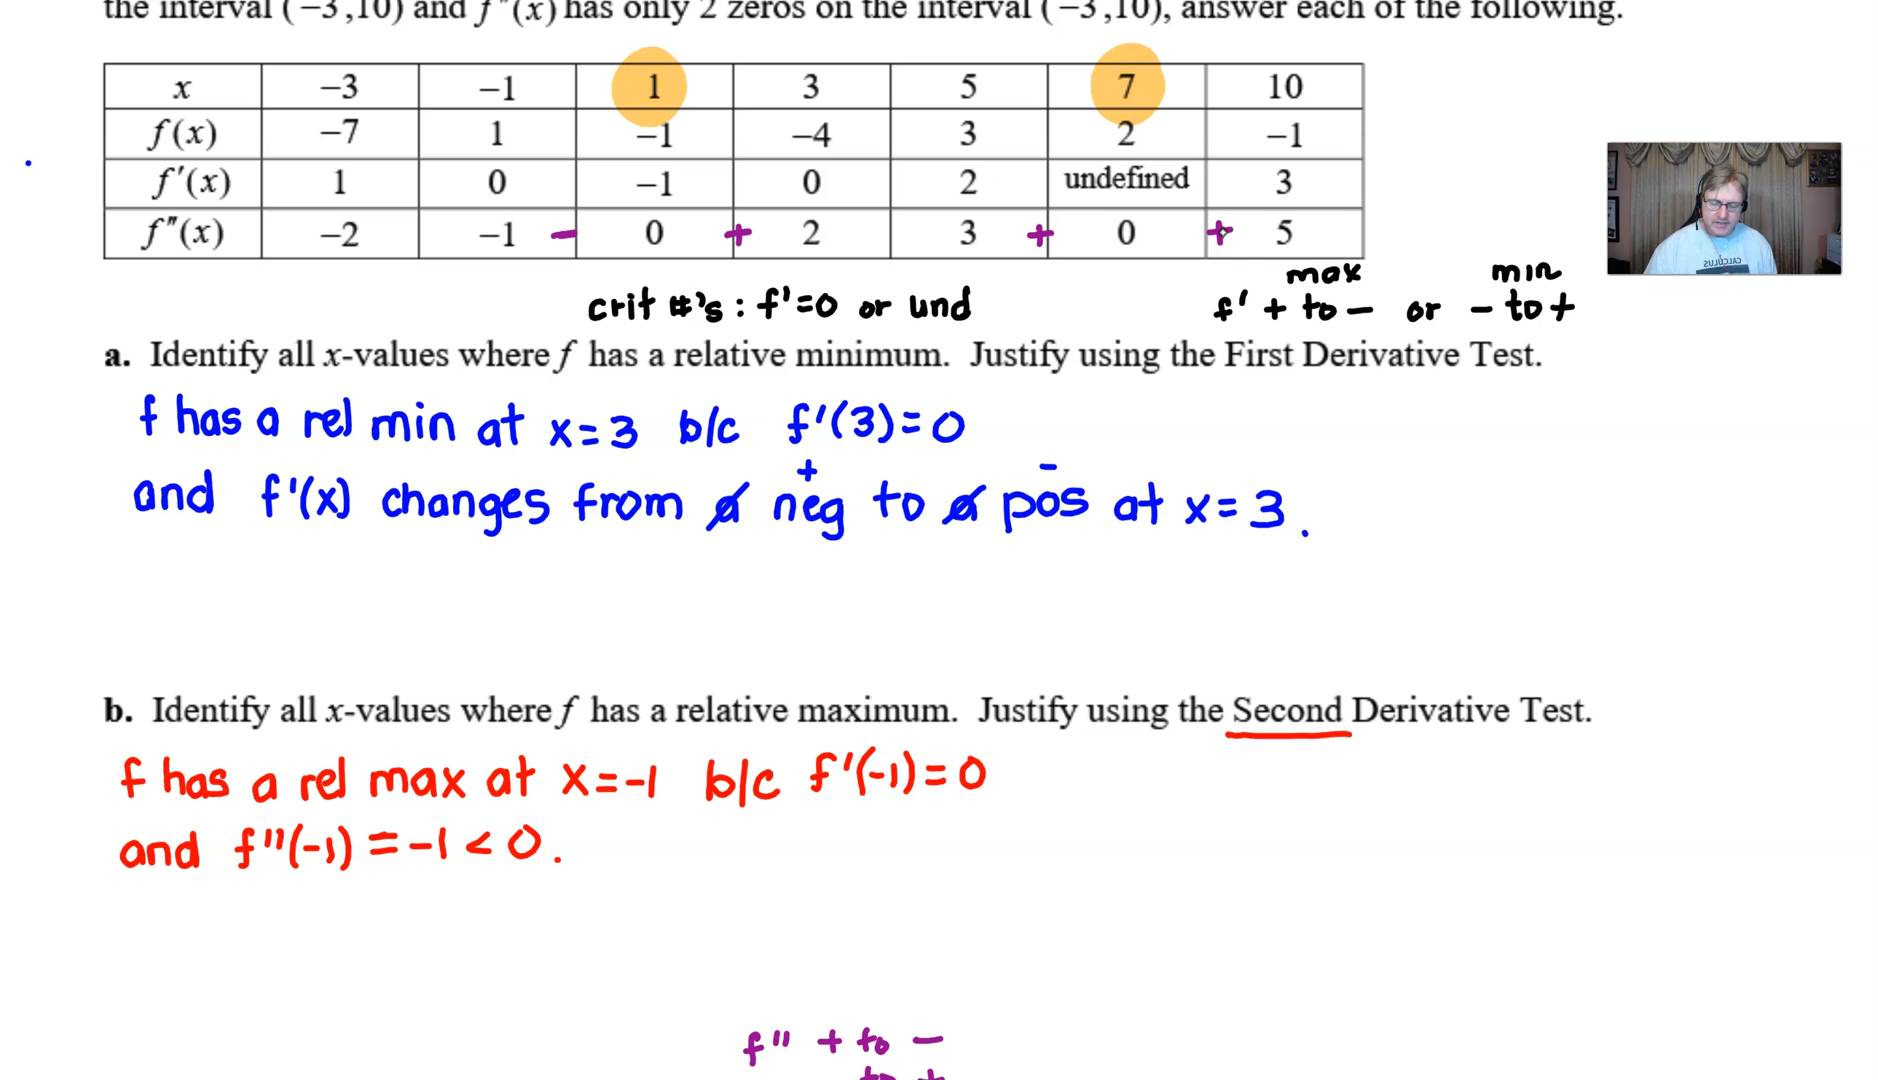 the interval (−3,10) and f″(x) has only 2 zeros on the interval (−3,10), answer each of the following.
x −3 −1 1 3 5 7 10
f(x) −7 1 −1 −4 3 2 −1
f′(x) 1 0 −1 0 2 undefined 3
f″(x) −2 −1 − 0 + 2 3 + 0 + 5
max min
crit #'s : f'=0 or und f' + to − or − to +
a. Identify all x-values where f has a relative minimum. Justify using the First Derivative Test.
f has a rel min at x=3 b/c f'(3)=0
+ −
and f'(x) changes from a neg to a pos at x=3.
b. Identify all x-values where f has a relative maximum. Justify using the Second Derivative Test.
f has a rel max at x=-1 b/c f'(-1)=0
and f''(-1) = -1 < 0.
f'' + to −
to +